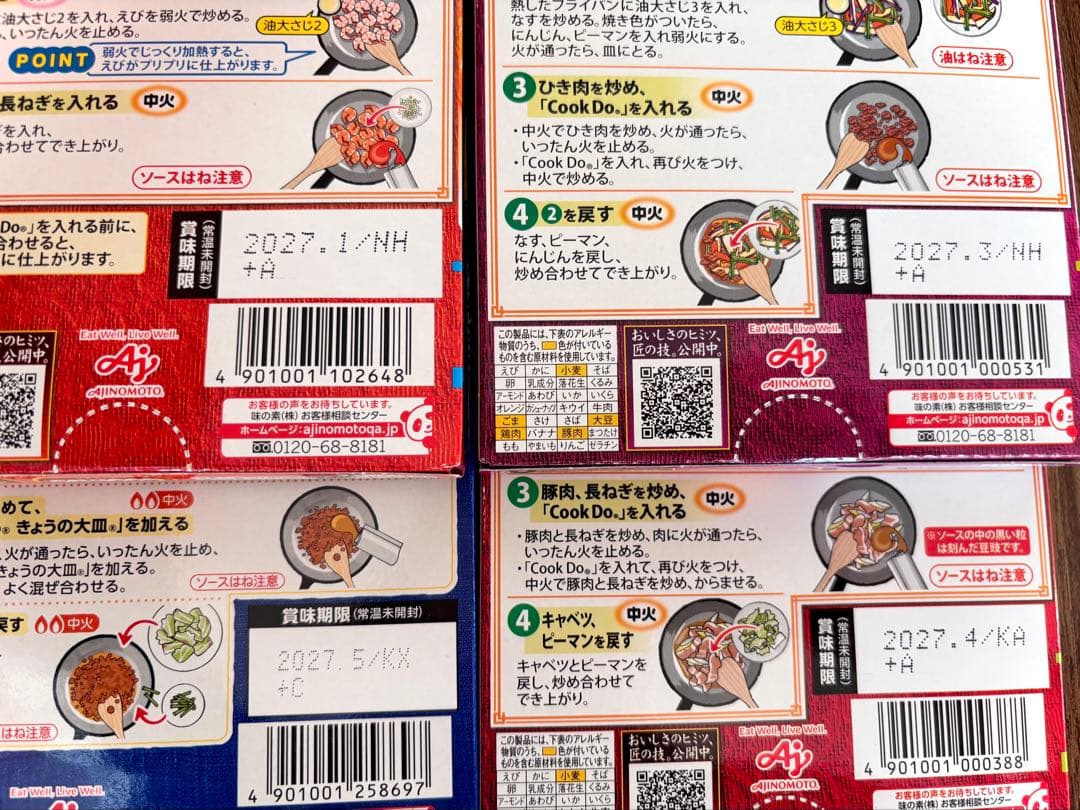 油大さじ2を入れ、えびを弱火で炒める。
いったん火を止める。
油大さじ2
POINT
弱火でじっくり加熱すると、
えびがプリプリに仕上がります。
長ねぎを入れる 中火
を入れ、
合わせてでき上がり。
ソースはね注意
Do®」を入れる前に、
合わせると、
に仕上がります。
賞味期限
(常温未開封)
2027.1/NH
+A
のヒミツ、
公開中。
Eat Well, Live Well.
Aj
AJINOMOTO.
4 901001 102648
お客様の声をお待ちしています。
味の素(株) お客様相談センター
ホームページ:ajinomotoqa.jp
0120-68-8181
熱したフライパンに油大さじ3を入れ、
なすを炒める。焼き色がついたら、
にんじん、ピーマンを入れ弱火にする。
火が通ったら、皿にとる。
油大さじ3
油はね注意
3 ひき肉を炒め、
「Cook Do®」を入れる
中火
・中火でひき肉を炒め、火が通ったら、
いったん火を止める。
・「Cook Do®」を入れ、再び火をつけ、
中火で炒める。
ソースはね注意
4 2を戻す 中火
なす、ピーマン、
にんじんを戻し、
炒め合わせてでき上がり。
賞味期限
(常温未開封)
2027.3/NH
+A
この製品には、下表のアレルギー
物質のうち、色が付いている
ものを含む原材料を使用しています。
えび かに 小麦 そば
卵 乳成分 落花生 くるみ
アーモンド あわび いか いくら
オレンジ カシューナッツ キウイ 牛肉
ごま さけ さば 大豆
鶏肉 バナナ 豚肉 まつたけ
もも やまいも りんご ゼラチン
おいしさのヒミツ、
匠の技。公開中。
Eat Well, Live Well.
Aj
AJINOMOTO.
4 901001 000531
お客様の声をお待ちしています。
味の素(株) お客様相談センター
ホームページ:ajinomotoqa.jp
0120-68-8181
めて、
® きょうの大皿®」を加える
中火
火が通ったら、いったん火を止め、
きょうの大皿®」を加える。
よく混ぜ合わせる。
ソースはね注意
戻す 中火
はね注意
賞味期限(常温未開封)
2027.5/KX
+C
Eat Well, Live Well.
4 901001 258697
3 豚肉、長ねぎを炒め、
「Cook Do®」を入れる
中火
・豚肉と長ねぎを炒め、肉に火が通ったら、
いったん火を止める。
・「Cook Do®」を入れて、再び火をつけ、
中火で豚肉と長ねぎを炒め、からませる。
※ソースの中の黒い粒
は刻んだ豆豉です。
ソースはね注意
4 キャベツ、
ピーマンを戻す
中火
キャベツとピーマンを
戻し、炒め合わせて
でき上がり。
賞味期限
(常温未開封)
2027.4/KA
+A
この製品には、下表のアレルギー
物質のうち、色が付いている
ものを含む原材料を使用しています。
えび かに 小麦 そば
卵 乳成分 落花生 くるみ
アーモンド あわび いか いくら
おいしさのヒミツ、
匠の技。公開中。
Eat Well, Live Well.
Aj
AJINOMOTO.
4 901001 000388
お客様の声をお待ちしています。
味の素(株) お客様相談センター